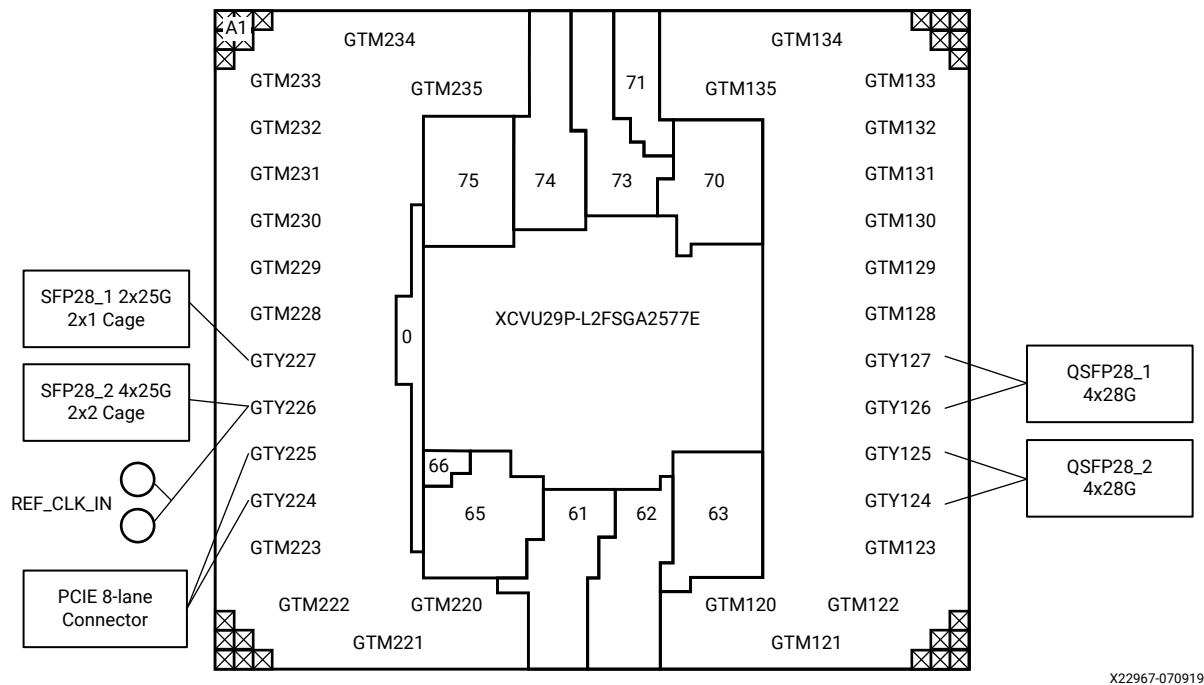 A1
GTM234
GTM134
GTM233
GTM235
71
GTM135
GTM133
GTM232
GTM132
GTM231
75
74
73
70
GTM131
GTM230
GTM130
GTM229
GTM129
SFP28_1 2x25G
2x1 Cage
GTM228
0
XCVU29P-L2FSGA2577E
GTM128
GTY227
GTY127
QSFP28_1
4x28G
SFP28_2 4x25G
2x2 Cage
GTY226
GTY126
GTY225
66
GTY125
QSFP28_2
4x28G
REF_CLK_IN
GTY224
65
61
62
63
GTY124
GTM223
GTM123
PCIE 8-lane
Connector
GTM222
GTM220
GTM120
GTM122
GTM221
GTM121
X22967-070919